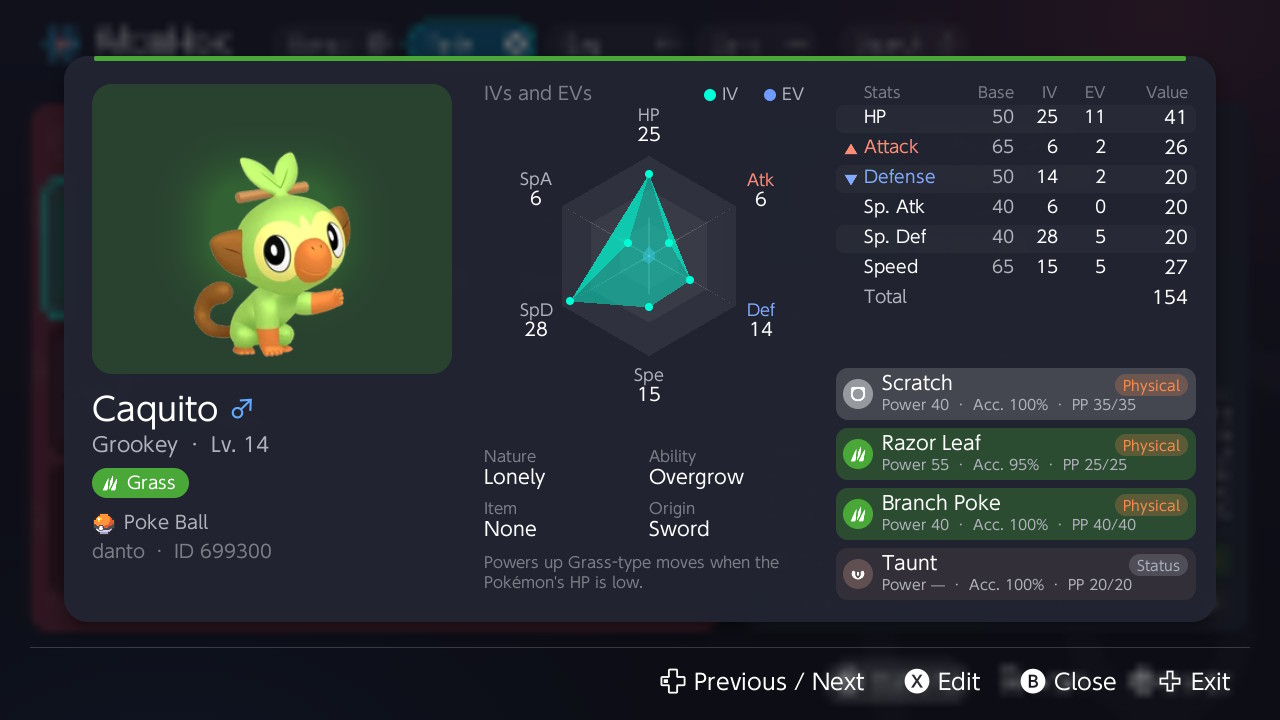 IVs and EVs
IV EV
HP
25
SpA
6
Atk
6
SpD
28
Def
14
Spe
15
Stats Base IV EV Value
HP 50 25 11 41
Attack 65 6 2 26
Defense 50 14 2 20
Sp. Atk 40 6 0 20
Sp. Def 40 28 5 20
Speed 65 15 5 27
Total 154
Caquito ♂
Grookey · Lv. 14
Grass
Poke Ball
danto · ID 699300
Nature
Lonely
Ability
Overgrow
Item
None
Origin
Sword
Powers up Grass-type moves when the
Pokémon's HP is low.
Scratch Physical
Power 40 · Acc. 100% · PP 35/35
Razor Leaf Physical
Power 55 · Acc. 95% · PP 25/25
Branch Poke Physical
Power 40 · Acc. 100% · PP 40/40
Taunt Status
Power — · Acc. 100% · PP 20/20
Previous / Next X Edit B Close Exit